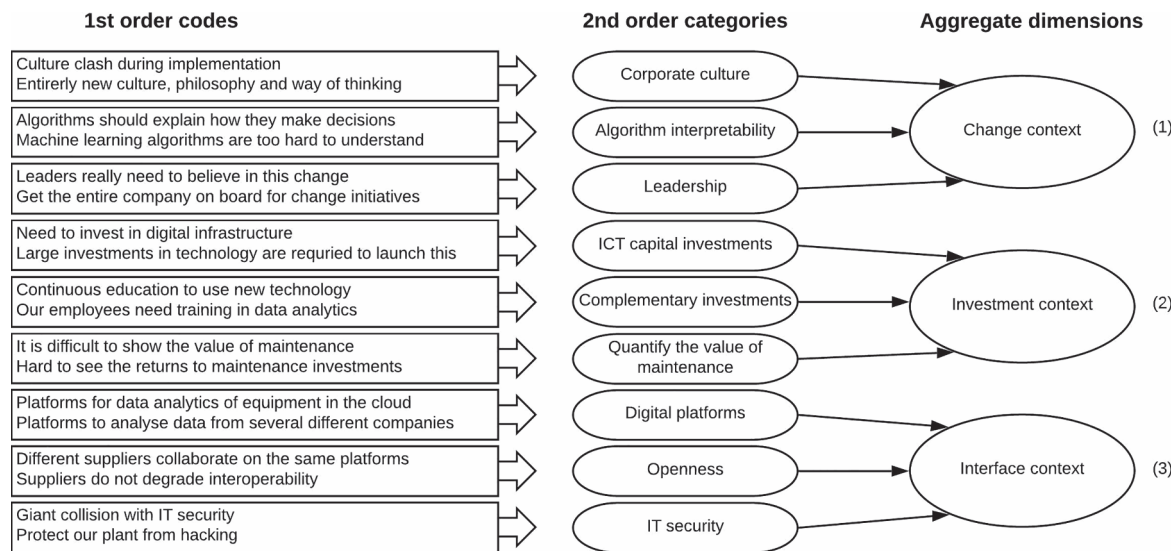 1st order codes
2nd order categories
Aggregate dimensions
Culture clash during implementation
Entirerly new culture, philosophy and way of thinking
Corporate culture
Algorithms should explain how they make decisions
Machine learning algorithms are too hard to understand
Algorithm interpretability
Change context
(1)
Leaders really need to believe in this change
Get the entire company on board for change initiatives
Leadership
Need to invest in digital infrastructure
Large investments in technology are requried to launch this
ICT capital investments
Continuous education to use new technology
Our employees need training in data analytics
Complementary investments
Investment context
(2)
It is difficult to show the value of maintenance
Hard to see the returns to maintenance investments
Quantify the value of
maintenance
Platforms for data analytics of equipment in the cloud
Platforms to analyse data from several different companies
Digital platforms
Different suppliers collaborate on the same platforms
Suppliers do not degrade interoperability
Openness
Interface context
(3)
Giant collision with IT security
Protect our plant from hacking
IT security